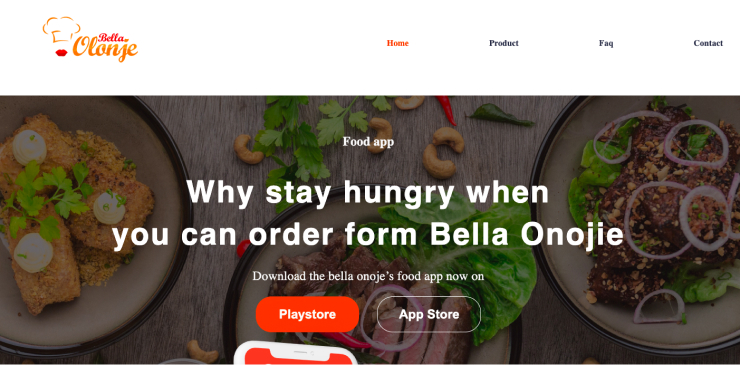 Bella
Olonje
Home
Product
Faq
Contact
Food app
Why stay hungry when
you can order form Bella Onojie
Download the bella onoje's food app now on
Playstore
App Store